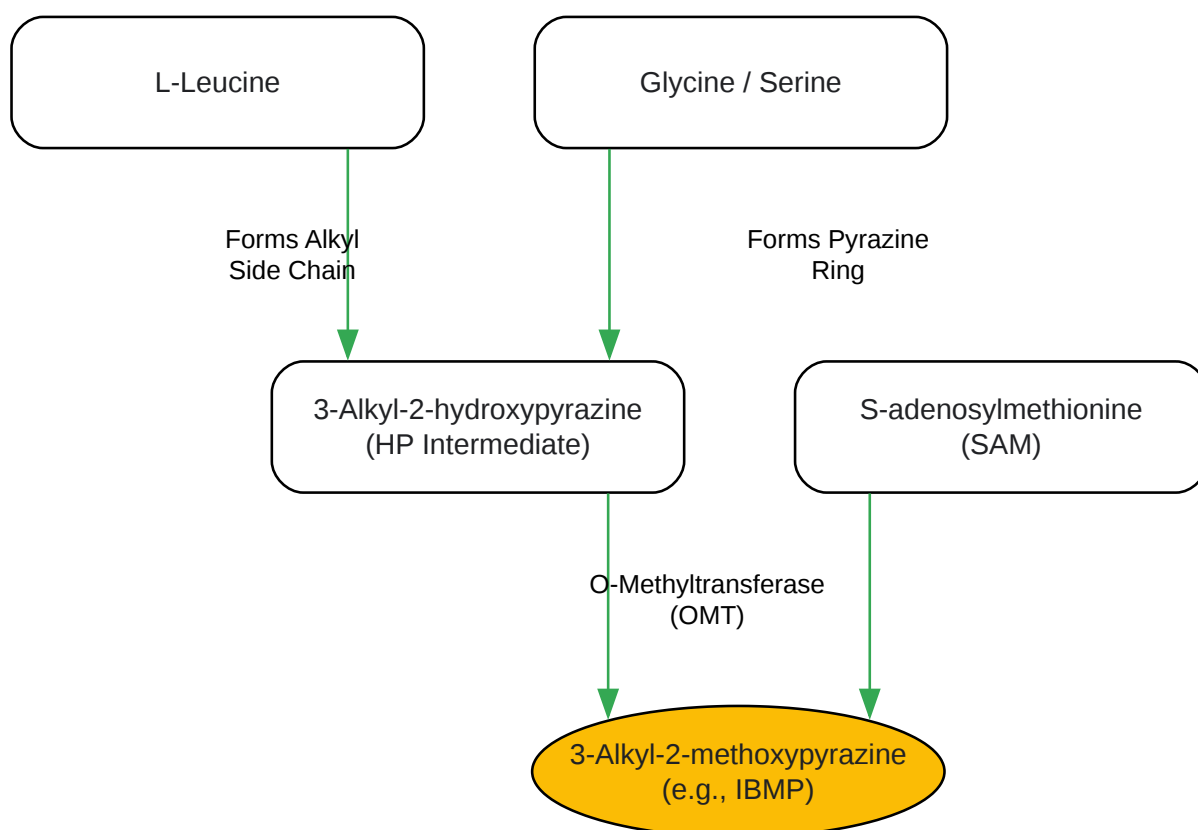 L-Leucine
Glycine / Serine
Forms Alkyl
Side Chain
Forms Pyrazine
Ring
3-Alkyl-2-hydroxypyrazine
(HP Intermediate)
S-adenosylmethionine
(SAM)
O-Methyltransferase
(OMT)
3-Alkyl-2-methoxypyrazine
(e.g., IBMP)